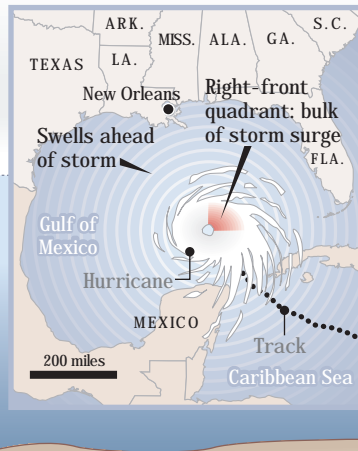 ARK.
S.C.
MISS.
ALA.
GA.
LA.
TEXAS
New Orleans
Right-front
quadrant: bulk
of storm surge
Swells ahead
of storm
FLA.
Gulf of
Mexico
Hurricane
MEXICO
Track
200 miles
Caribbean Sea